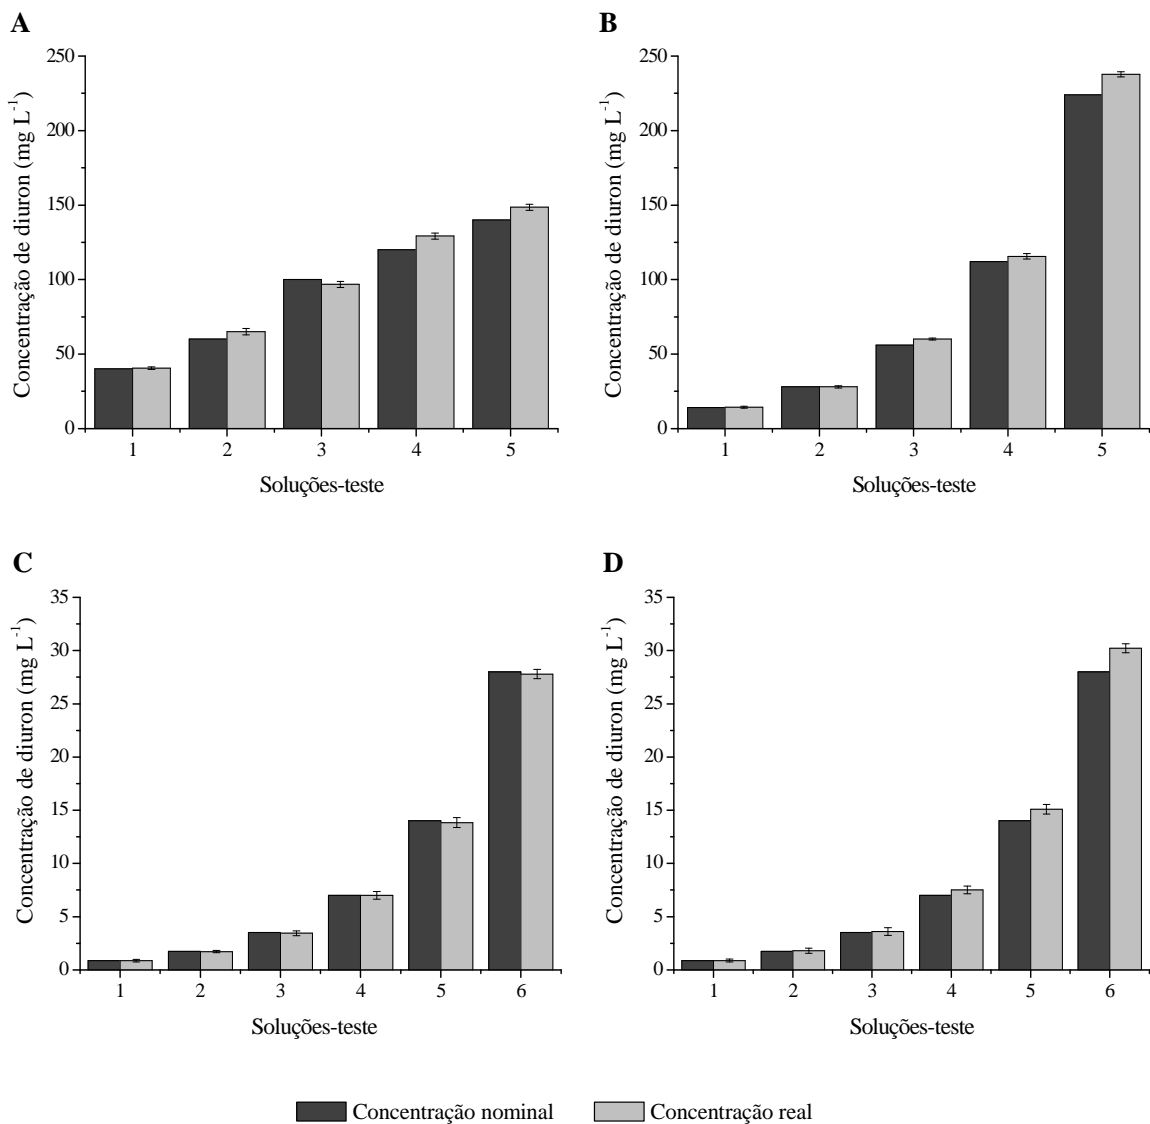 A
Concentração de diuron (mg L⁻¹)
250
200
150
100
50
0
1 2 3 4 5
Soluções-teste
B
Concentração de diuron (mg L⁻¹)
250
200
150
100
50
0
1 2 3 4 5
Soluções-teste
C
Concentração de diuron (mg L⁻¹)
35
30
25
20
15
10
5
0
1 2 3 4 5 6
Soluções-teste
D
Concentração de diuron (mg L⁻¹)
35
30
25
20
15
10
5
0
1 2 3 4 5 6
Soluções-teste
Concentração nominal
Concentração real